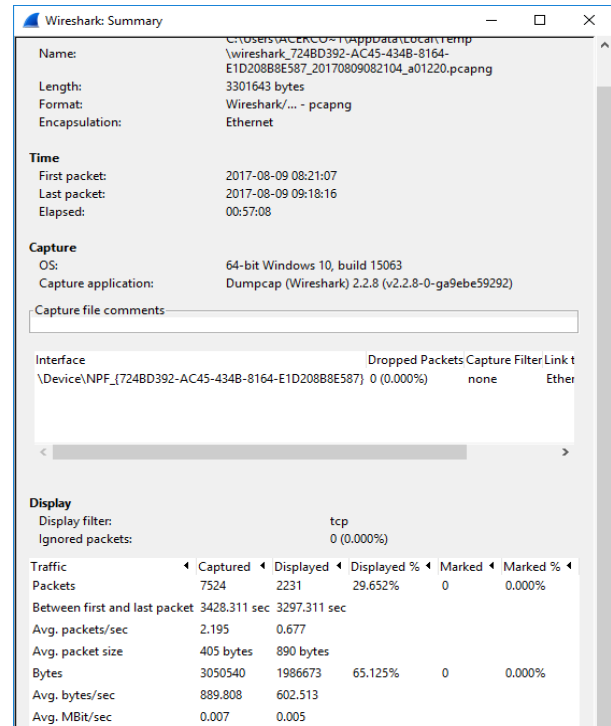 Wireshark: Summary
C:\Users\ACERCO~1\AppData\Local\Temp
Name: \wireshark_724BD392-AC45-434B-8164-
E1D208B8E587_20170809082104_a01220.pcapng
Length: 3301643 bytes
Format: Wireshark/... - pcapng
Encapsulation: Ethernet
Time
First packet: 2017-08-09 08:21:07
Last packet: 2017-08-09 09:18:16
Elapsed: 00:57:08
Capture
OS: 64-bit Windows 10, build 15063
Capture application: Dumpcap (Wireshark) 2.2.8 (v2.2.8-0-ga9ebe59292)
Capture file comments
Interface Dropped Packets Capture Filter Link t
\Device\NPF_{724BD392-AC45-434B-8164-E1D208B8E587} 0 (0.000%) none Ether
Display
Display filter: tcp
Ignored packets: 0 (0.000%)
Traffic Captured Displayed Displayed % Marked Marked %
Packets 7524 2231 29.652% 0 0.000%
Between first and last packet 3428.311 sec 3297.311 sec
Avg. packets/sec 2.195 0.677
Avg. packet size 405 bytes 890 bytes
Bytes 3050540 1986673 65.125% 0 0.000%
Avg. bytes/sec 889.808 602.513
Avg. MBit/sec 0.007 0.005